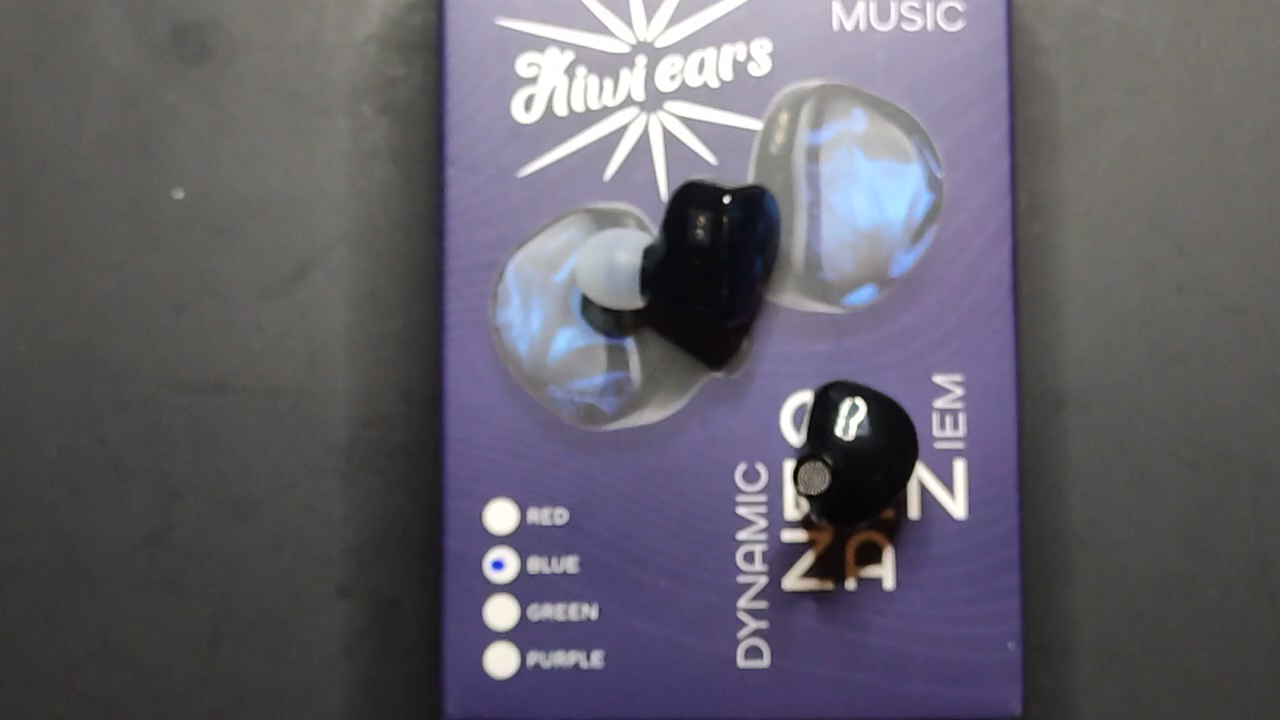 MUSIC
Kiwi ears
IEM
DYNAMIC
RED
BLUE
GREEN
PURPLE